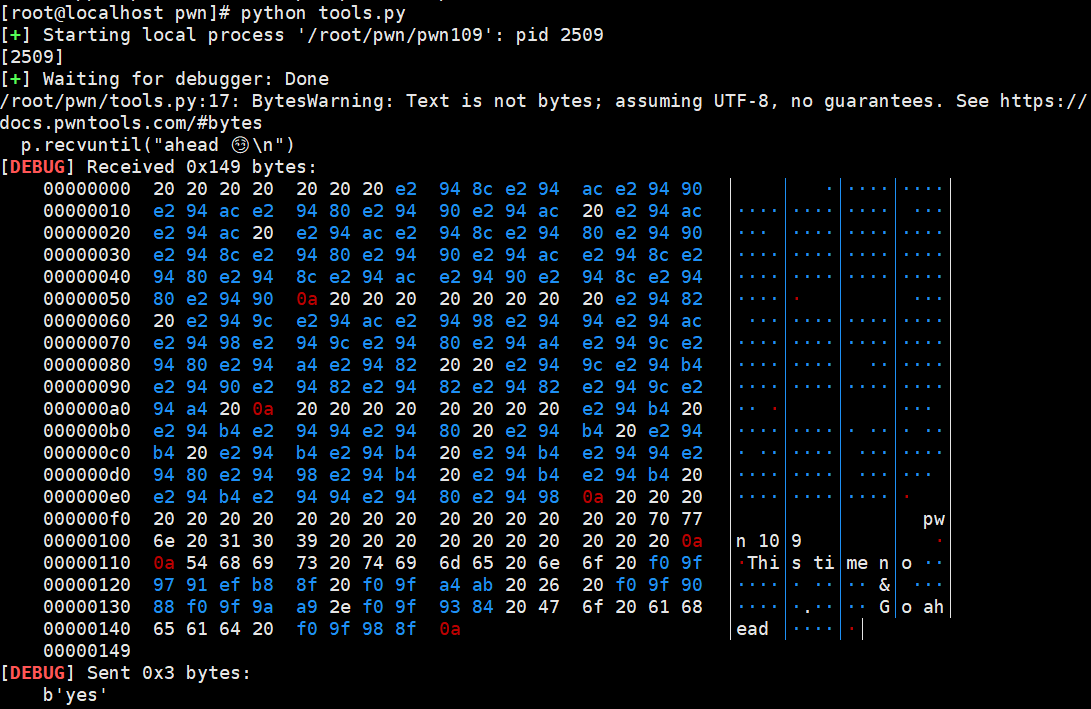 [root@localhost pwn]# python tools.py
[+] Starting local process '/root/pwn/pwn109': pid 2509
[2509]
[+] Waiting for debugger: Done
/root/pwn/tools.py:17: BytesWarning: Text is not bytes; assuming UTF-8, no guarantees. See https://
docs.pwntools.com/#bytes
  p.recvuntil("ahead 😏\n")
[DEBUG] Received 0x149 bytes:
    00000000  20 20 20 20  20 20 20 e2  94 8c e2 94  ac e2 94 90  │    │   ·│····│····│
    00000010  e2 94 ac e2  94 80 e2 94  90 e2 94 ac  20 e2 94 ac  │····│····│····│ ···│
    00000020  e2 94 ac 20  e2 94 ac e2  94 8c e2 94  80 e2 94 90  │··· │····│····│····│
    00000030  e2 94 8c e2  94 80 e2 94  90 e2 94 ac  e2 94 8c e2  │····│····│····│····│
    00000040  94 80 e2 94  8c e2 94 ac  e2 94 90 e2  94 8c e2 94  │····│····│····│····│
    00000050  80 e2 94 90  0a 20 20 20  20 20 20 20  20 e2 94 82  │····│·   │    │ ···│
    00000060  20 e2 94 9c  e2 94 ac e2  94 98 e2 94  94 e2 94 ac  │ ···│····│····│····│
    00000070  e2 94 98 e2  94 9c e2 94  80 e2 94 a4  e2 94 9c e2  │····│····│····│····│
    00000080  94 80 e2 94  a4 e2 94 82  20 20 e2 94  9c e2 94 b4  │····│····│  ··│····│
    00000090  e2 94 90 e2  94 82 e2 94  82 e2 94 82  e2 94 9c e2  │····│····│····│····│
    000000a0  94 a4 20 0a  20 20 20 20  20 20 20 20  e2 94 b4 20  │·· ·│    │    │··· │
    000000b0  e2 94 b4 e2  94 94 e2 94  80 20 e2 94  b4 20 e2 94  │····│····│· ··│· ··│
    000000c0  b4 20 e2 94  b4 e2 94 b4  20 e2 94 b4  e2 94 94 e2  │· ··│····│ ···│····│
    000000d0  94 80 e2 94  98 e2 94 b4  20 e2 94 b4  e2 94 b4 20  │····│····│ ···│··· │
    000000e0  e2 94 b4 e2  94 94 e2 94  80 e2 94 98  0a 20 20 20  │····│····│····│·   │
    000000f0  20 20 20 20  20 20 20 20  20 20 20 20  20 20 70 77  │    │    │    │  pw│
    00000100  6e 20 31 30  39 20 20 20  20 20 20 20  20 20 20 0a  │n 10│9   │    │   ·│
    00000110  0a 54 68 69  73 20 74 69  6d 65 20 6e  6f 20 f0 9f  │·Thi│s ti│me n│o ··│
    00000120  97 91 ef b8  8f 20 f0 9f  a4 ab 20 26  20 f0 9f 90  │····│· ··│·· &│ ···│
    00000130  88 f0 9f 9a  a9 2e f0 9f  93 84 20 47  6f 20 61 68  │····│·.··│·· G│o ah│
    00000140  65 61 64 20  f0 9f 98 8f  0a                        │ead │····│·│
    00000149
[DEBUG] Sent 0x3 bytes:
    b'yes'